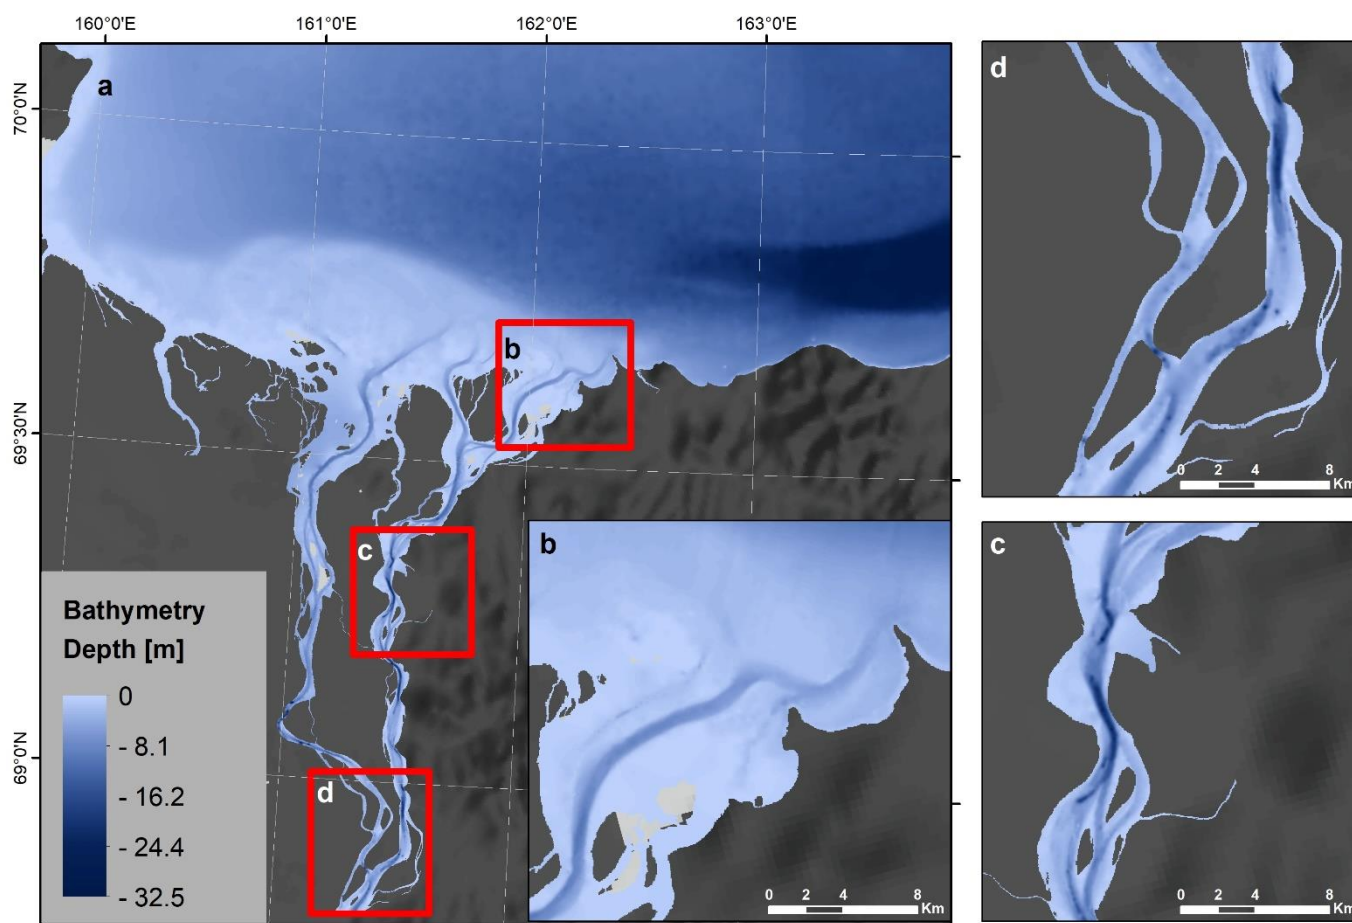 160°0'E 161°0'E 162°0'E 163°0'E
70°0'N
69°30'N
69°0'N
a
b
c
d
Bathymetry
Depth [m]
0
- 8.1
- 16.2
- 24.4
- 32.5
b
0 2 4 8
Km
d
0 2 4 8
Km
c
0 2 4 8
Km